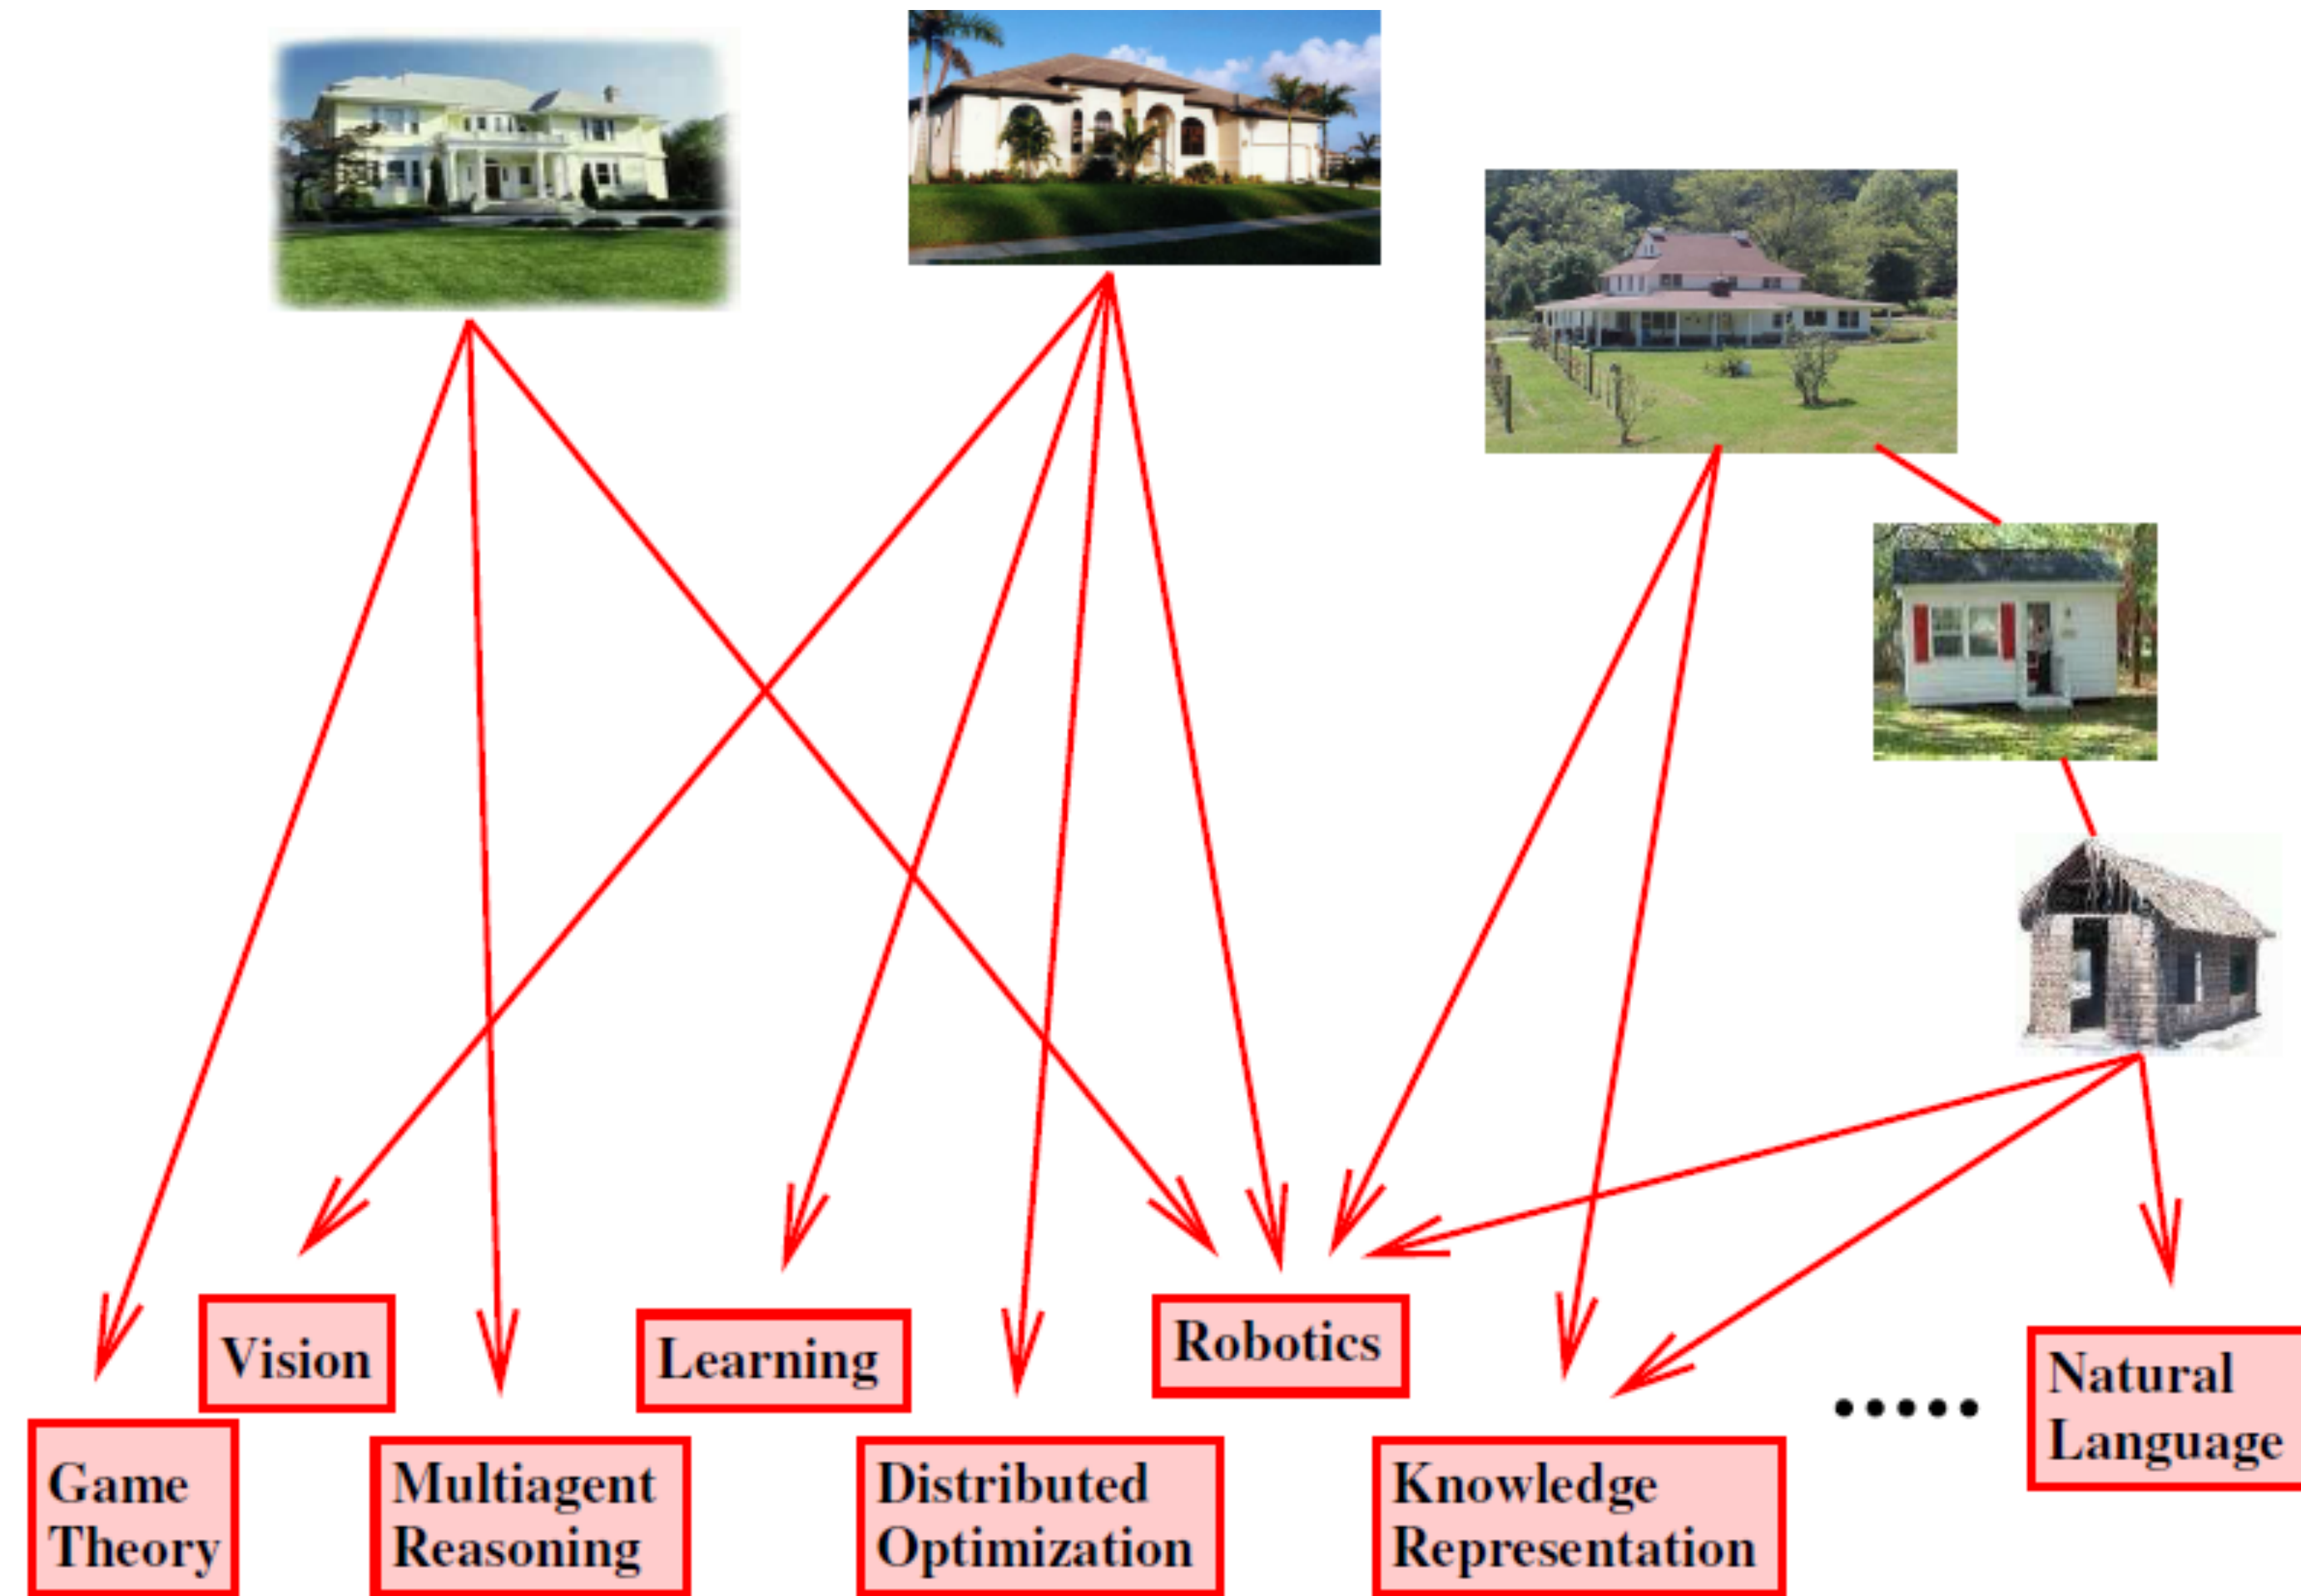 Vision
Learning
Robotics
Natural
Language
Game
Theory
Multiagent
Reasoning
Distributed
Optimization
Knowledge
Representation